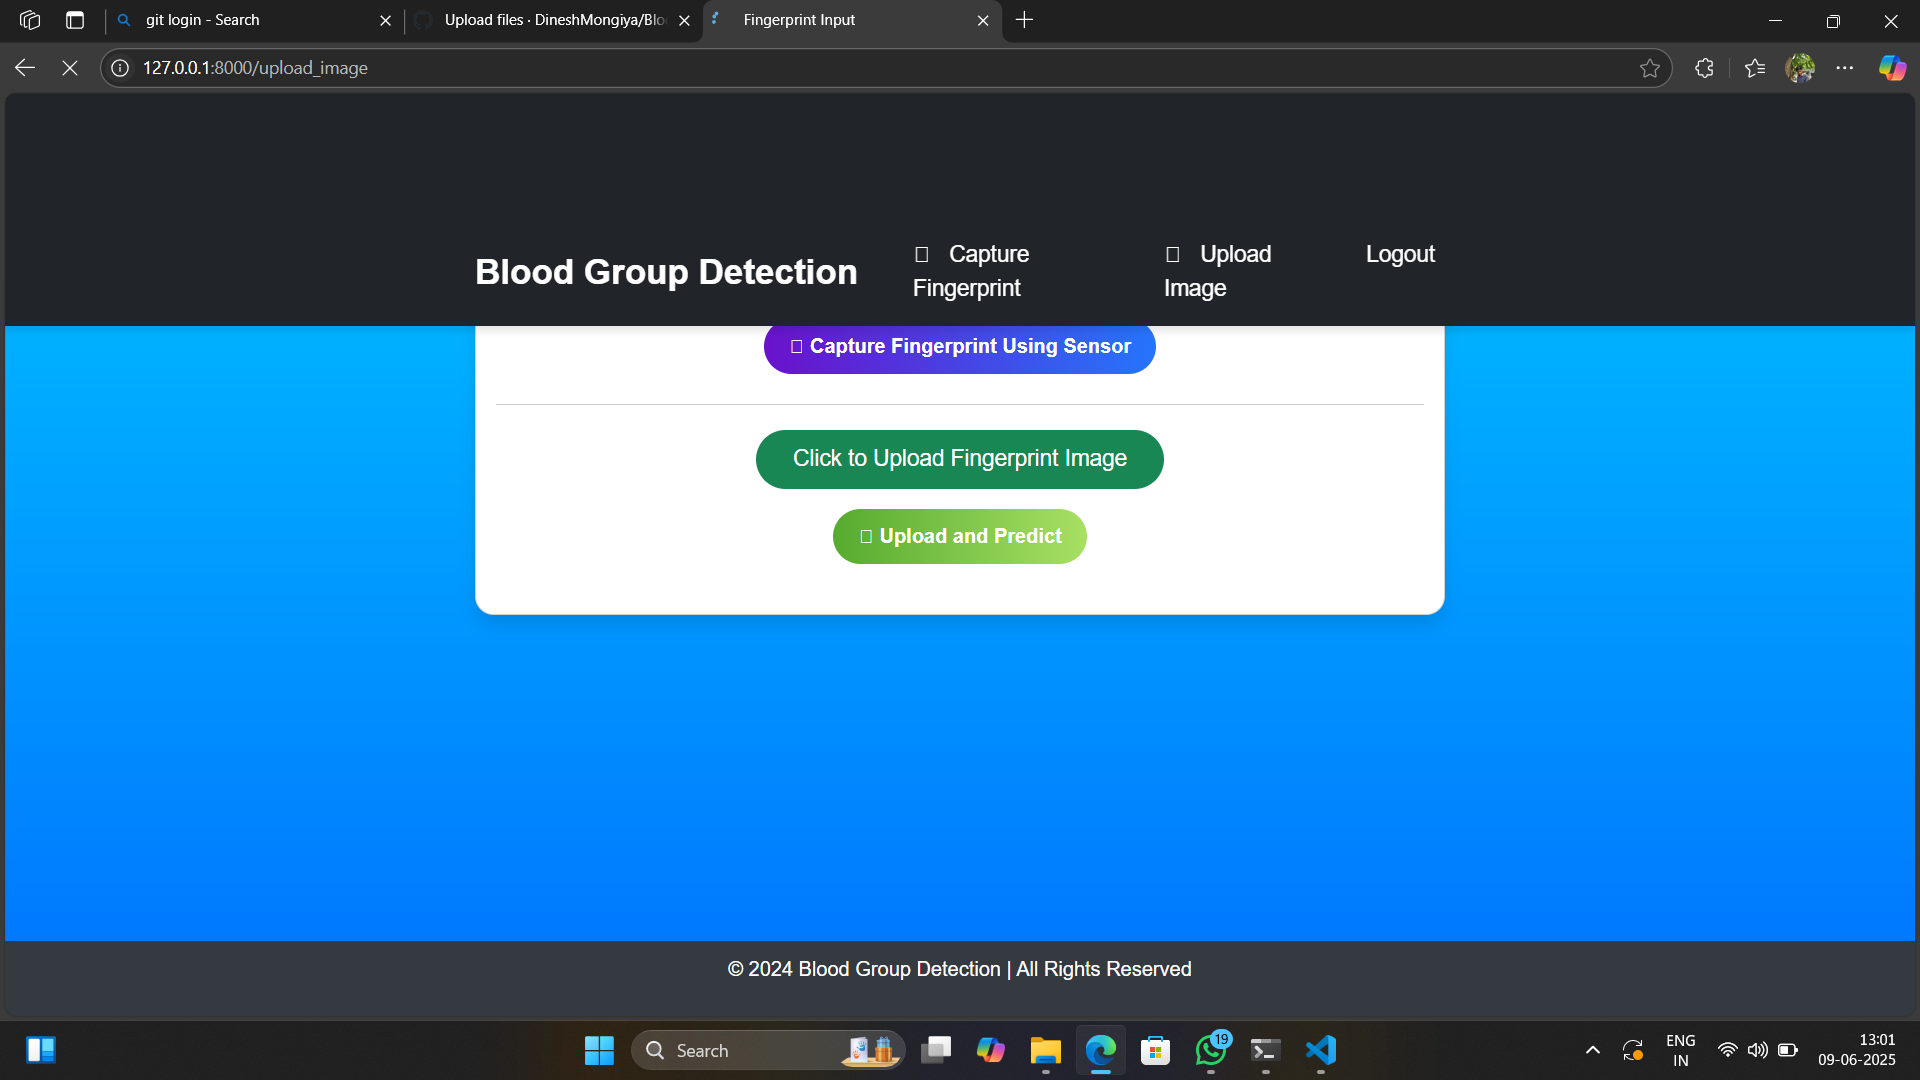 git login - Search
Upload files · DineshMongiya/Blo
Fingerprint Input
127.0.0.1:8000/upload_image
Blood Group Detection
Capture
Fingerprint
Upload
Image
Logout
Capture Fingerprint Using Sensor
Click to Upload Fingerprint Image
Upload and Predict
© 2024 Blood Group Detection | All Rights Reserved
Search
19
ENG
IN
13:01
09-06-2025